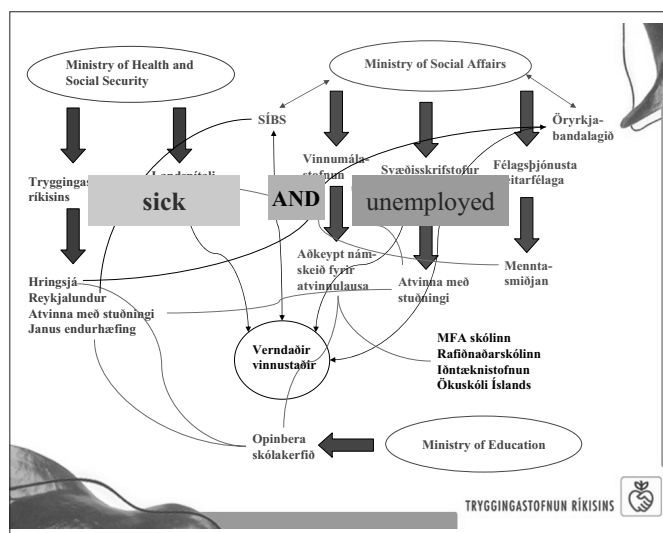 Ministry of Health and
Social Security
Ministry of Social Affairs
SÍBS
Öryrkja-
bandalagið
Vinnumála-
stofnun
Svæðisskrifstofur
Félagsþjónusta
Tryggingas
ríkisins
sick
AND
unemployed
Aðkeypt nám-
skeið fyrir
atvinnulausa
Atvinna með
stuðningi
Mennta-
smiðjan
Hringsjá
Reykjalundur
Atvinna með stuðningi
Janus endurhæfing
Verndaðir
vinnustaðir
MFA skólinn
Rafiðnaðarskólinn
Iðntæknistofnun
Ökuskóli Íslands
Opinbera
skólakerfið
Ministry of Education
TRYGGINGASTOFNUN RÍKISINS